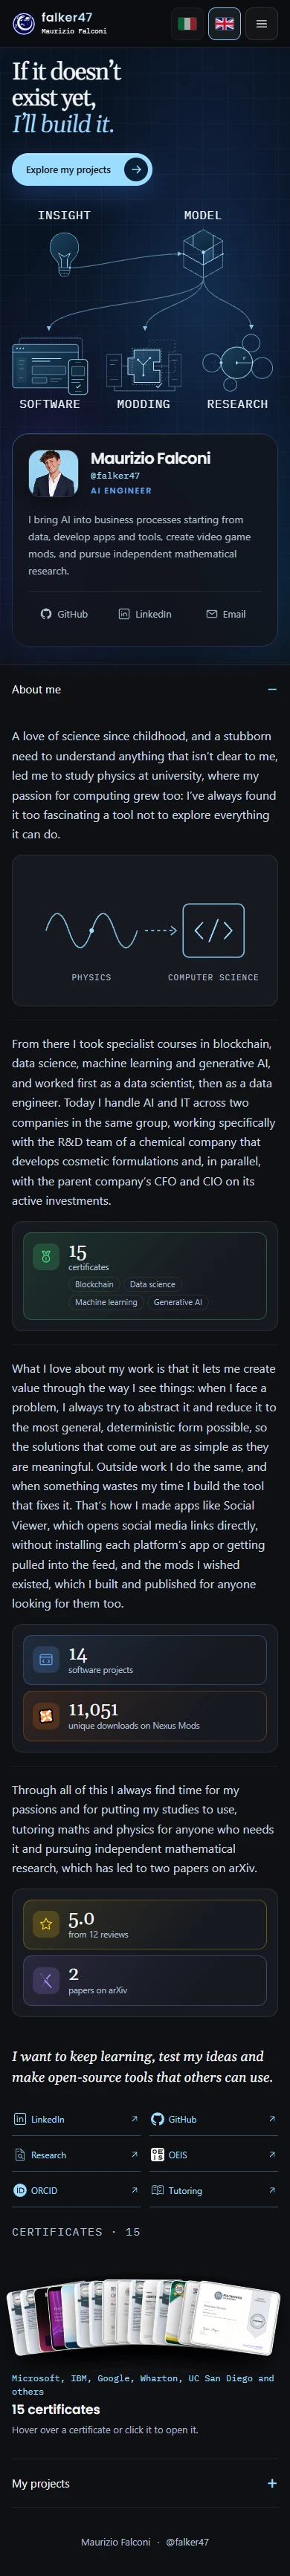 falker47
Maurizio Falconi
If it doesn't
exist yet,
I'll build it.
Explore my projects
INSIGHT
MODEL
SOFTWARE
MODDING
RESEARCH
Maurizio Falconi
@falker47
AI ENGINEER
I bring AI into business processes starting from
data, develop apps and tools, create video game
mods, and pursue independent mathematical
research.
GitHub
LinkedIn
Email
About me
A love of science since childhood, and a stubborn
need to understand anything that isn't clear to me,
led me to study physics at university, where my
passion for computing grew too: I've always found
it too fascinating a tool not to explore everything
it can do.
PHYSICS
COMPUTER SCIENCE
From there I took specialist courses in blockchain,
data science, machine learning and generative AI,
and worked first as a data scientist, then as a data
engineer. Today I handle AI and IT across two
companies in the same group, working specifically
with the R&D team of a chemical company that
develops cosmetic formulations and, in parallel,
with the parent company's CFO and CIO on its
active investments.
15
certificates
Blockchain
Data science
Machine learning
Generative AI
What I love about my work is that it lets me create
value through the way I see things: when I face a
problem, I always try to abstract it and reduce it to
the most general, deterministic form possible, so
the solutions that come out are as simple as they
are meaningful. Outside work I do the same, and
when something wastes my time I build the tool
that fixes it. That's how I made apps like Social
Viewer, which opens social media links directly,
without installing each platform's app or getting
pulled into the feed, and the mods I wished
existed, which I built and published for anyone
looking for them too.
14
software projects
11,051
unique downloads on Nexus Mods
Through all of this I always find time for my
passions and for putting my studies to use,
tutoring maths and physics for anyone who needs
it and pursuing independent mathematical
research, which has led to two papers on arXiv.
5.0
from 12 reviews
2
papers on arXiv
I want to keep learning, test my ideas and
make open-source tools that others can use.
LinkedIn
GitHub
Research
OEIS
ORCID
Tutoring
CERTIFICATES · 15
Microsoft, IBM, Google, Wharton, UC San Diego and
others
15 certificates
Hover over a certificate or click it to open it.
My projects
Maurizio Falconi · @falker47